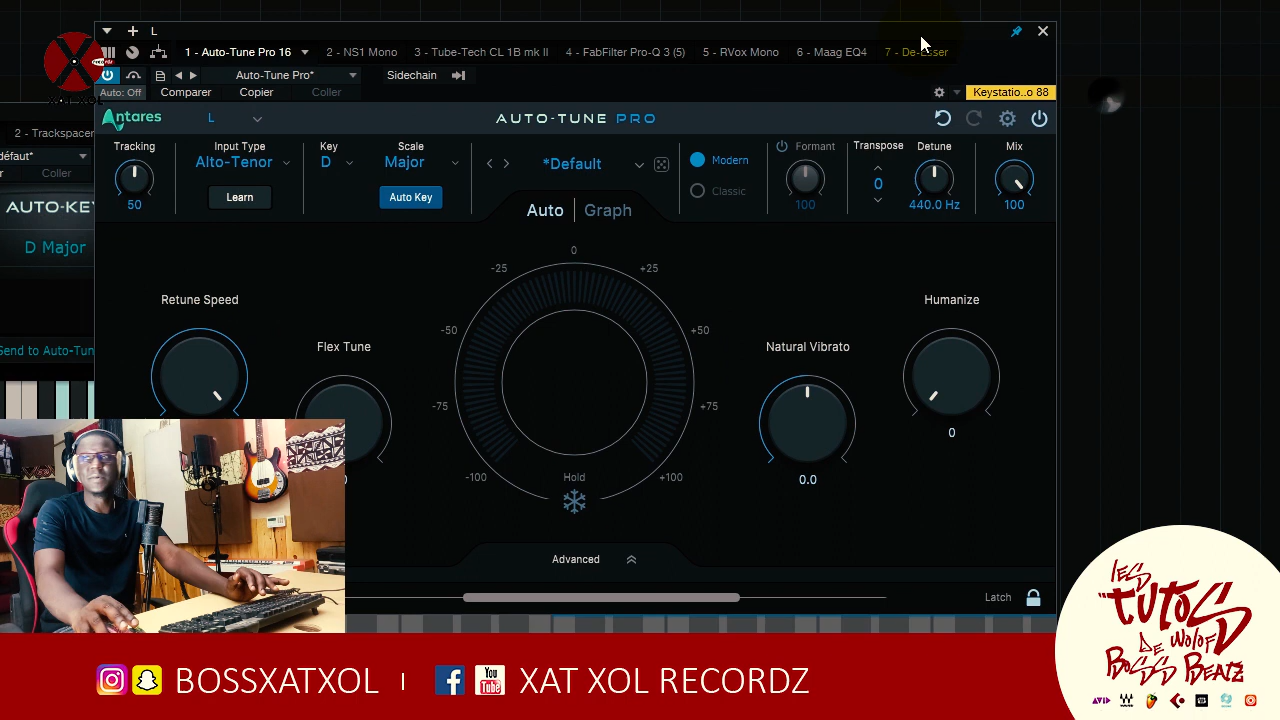 L
1 - Auto-Tune Pro 16
2 - NS1 Mono
3 - Tube-Tech CL 1B mk II
4 - FabFilter Pro-Q 3 (5)
5 - RVox Mono
6 - Maag EQ4
7 - De-Esser
Auto-Tune Pro*
Sidechain
Auto: Off
Comparer
Copier
Coller
Keystatio..o 88
Antares
L
AUTO-TUNE PRO
Tracking
50
Input Type
Alto-Tenor
Learn
Key
D
Scale
Major
Auto Key
*Default
Modern
Classic
Formant
100
Transpose
0
Detune
440.0 Hz
Mix
100
2 - Trackspacer
défaut*
Coller
AUTO-KEY
D Major
Send to Auto-Tun
Auto | Graph
0
-25
+25
-50
+50
-75
+75
-100
+100
Hold
Retune Speed
Flex Tune
Natural Vibrato
0.0
Humanize
0
Advanced
Latch
LES
"TUTOS
DE WOLOF
BOSS BEATZ
AVID
BOSSXATXOL
You Tube
XAT XOL RECORDZ